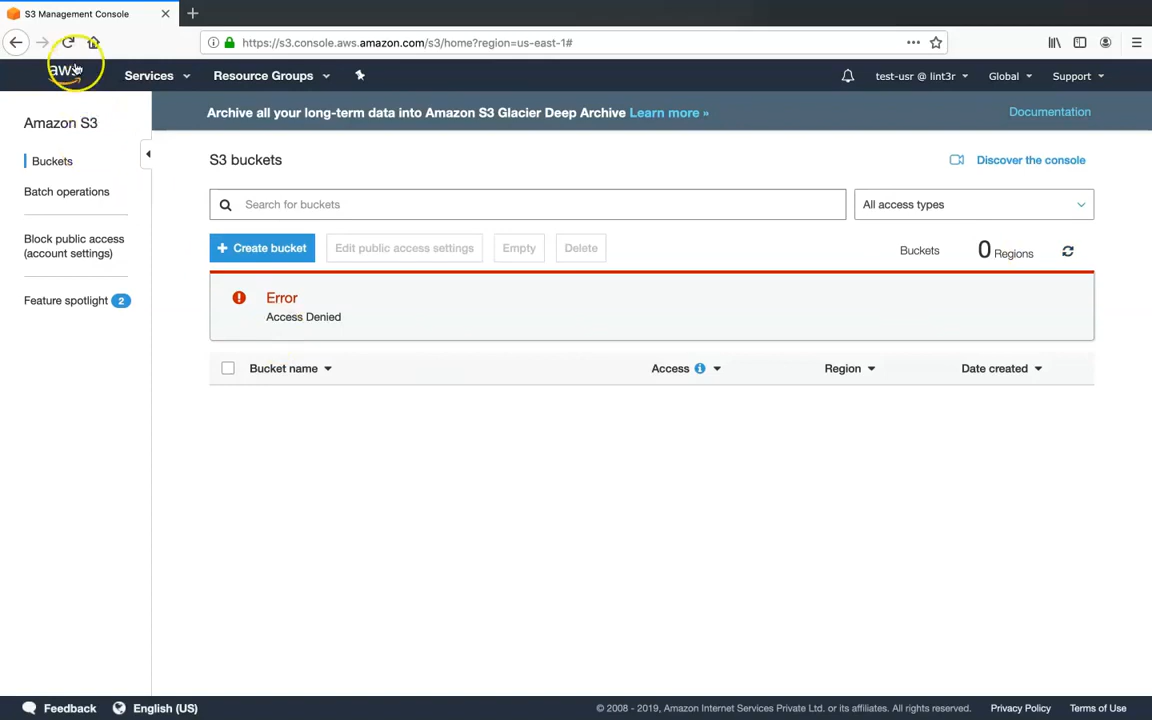 S3 Management Console
https://s3.console.aws.amazon.com/s3/home?region=us-east-1#
aws
Services
Resource Groups
test-usr @ lint3r
Global
Support
Amazon S3
Buckets
Batch operations
Block public access
(account settings)
Feature spotlight 2
Archive all your long-term data into Amazon S3 Glacier Deep Archive Learn more »
Documentation
S3 buckets
Discover the console
Search for buckets
All access types
+ Create bucket
Edit public access settings
Empty
Delete
Buckets
0 Regions
Error
Access Denied
Bucket name
Access
Region
Date created
Feedback
English (US)
© 2008 - 2019, Amazon Internet Services Private Ltd. or its affiliates. All rights reserved.
Privacy Policy
Terms of Use